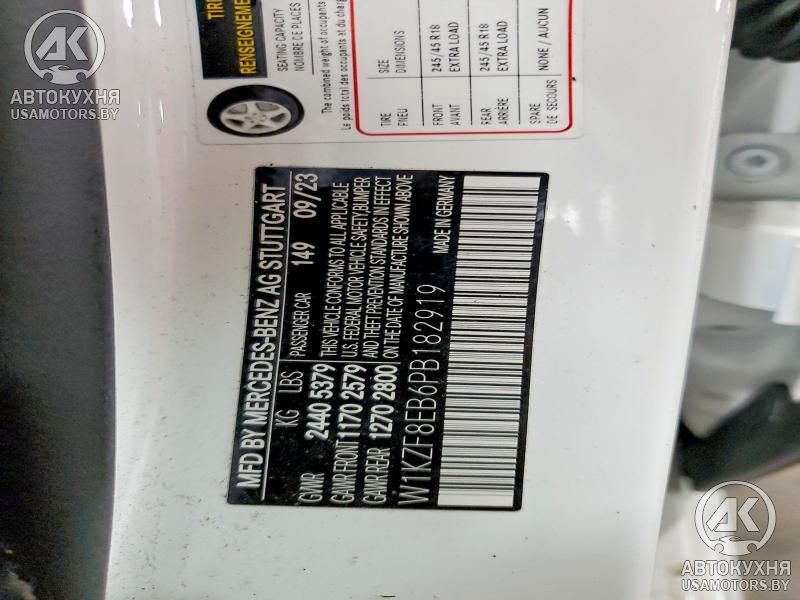 AK
АВТОКУХНЯ
USAMOTORS.BY
RENSEIGNEME
SEATING CAPACITY
NOMBRE DE PLACES
The combined weight of occupants
Le poids total des occupants et du char
TIRE SIZE
PNEU DIMENSIONS
FRONT 245/45 R18
AVANT EXTRA LOAD
REAR 245/45 R18
ARRIÈRE EXTRA LOAD
SPARE NONE / AUCUN
DE SECOURS
MFD BY MERCEDES-BENZ AG STUTTGART
KG LBS PASSENGER CAR 149 09/23
GVWR 2440 5379
GAWR FRONT 1170 2579
GAWR REAR 1270 2800
THIS VEHICLE CONFORMS TO ALL APPLICABLE
U.S. FEDERAL MOTOR VEHICLE SAFETY, BUMPER
AND THEFT PREVENTION STANDARDS IN EFFECT
ON THE DATE OF MANUFACTURE SHOWN ABOVE
W1KZF8EB6PB182919 MADE IN GERMANY
AK
АВТОКУХНЯ
USAMOTORS.BY